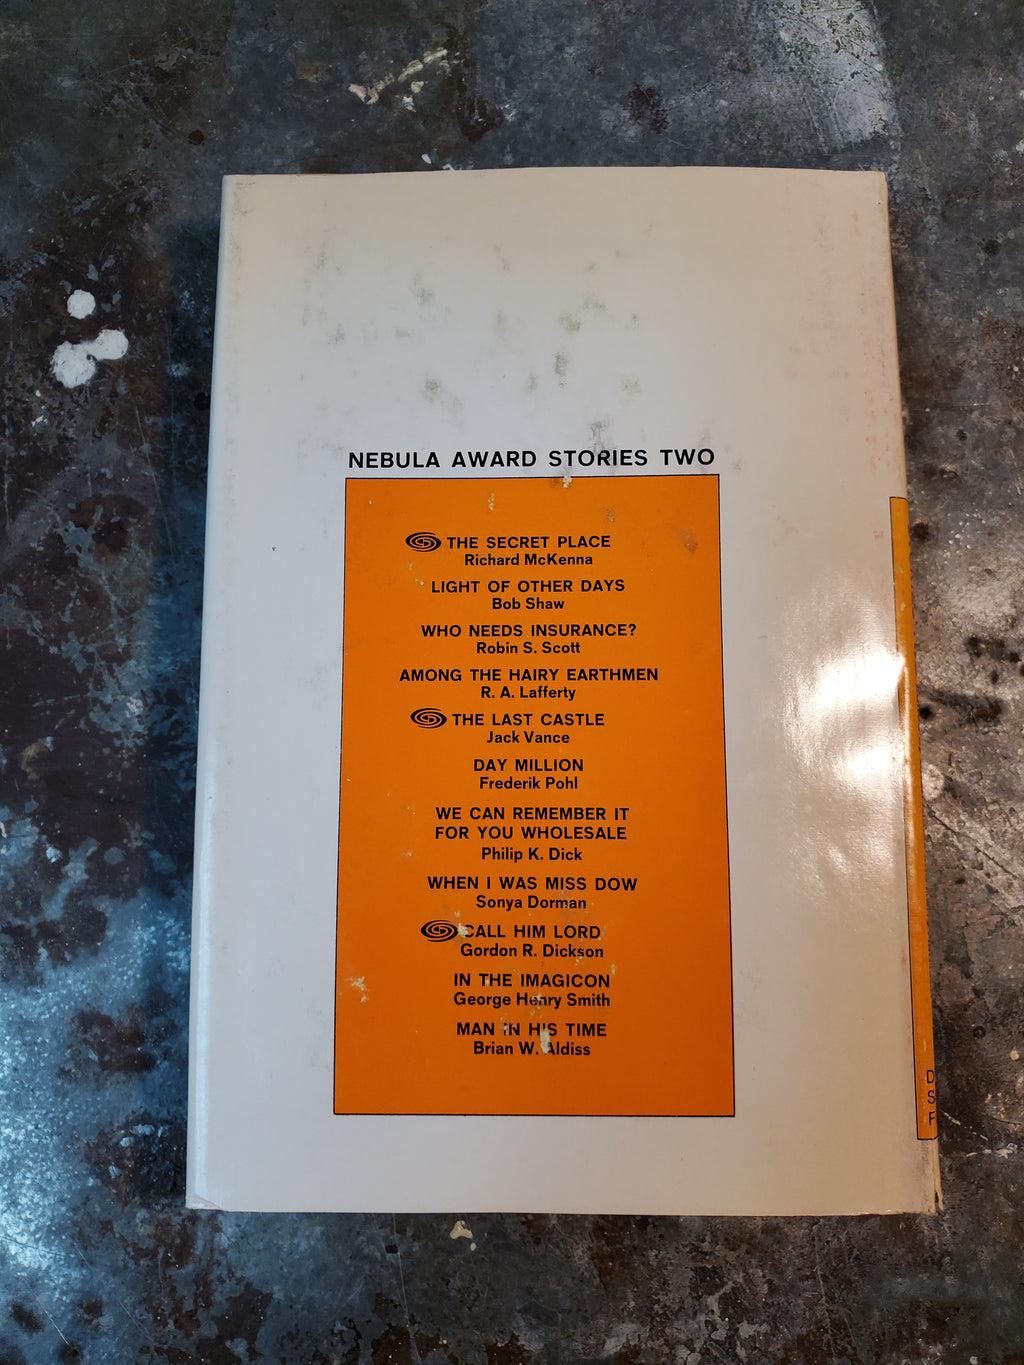 NEBULA AWARD STORIES TWO
THE SECRET PLACE
Richard McKenna
LIGHT OF OTHER DAYS
Bob Shaw
WHO NEEDS INSURANCE?
Robin S. Scott
AMONG THE HAIRY EARTHMEN
R. A. Lafferty
THE LAST CASTLE
Jack Vance
DAY MILLION
Frederik Pohl
WE CAN REMEMBER IT
FOR YOU WHOLESALE
Philip K. Dick
WHEN I WAS MISS DOW
Sonya Dorman
CALL HIM LORD
Gordon R. Dickson
IN THE IMAGICON
George Henry Smith
MAN IN HIS TIME
Brian W. Aldiss
D
S
F